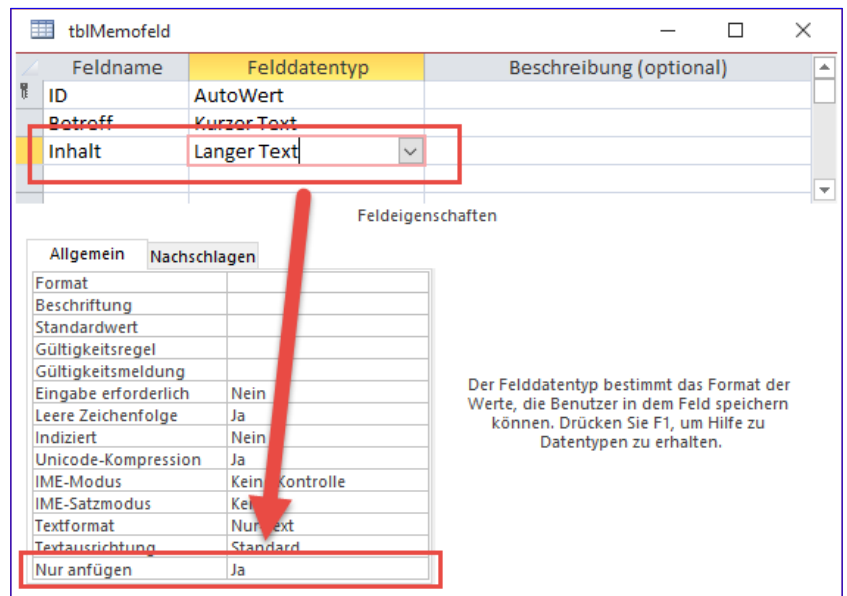 tblMemofeld
Feldname Felddatentyp Beschreibung (optional)
ID AutoWert
Betreff Kurzer Text
Inhalt Langer Text
Feldeigenschaften
Allgemein Nachschlagen
Format
Beschriftung
Standardwert
Gültigkeitsregel
Gültigkeitsmeldung
Eingabe erforderlich Nein
Leere Zeichenfolge Ja
Indiziert Nein
Unicode-Kompression Ja
IME-Modus Keine Kontrolle
IME-Satzmodus
Textformat Nur Text
Textausrichtung Standard
Nur anfügen Ja
Der Felddatentyp bestimmt das Format der
Werte, die Benutzer in dem Feld speichern
können. Drücken Sie F1, um Hilfe zu
Datentypen zu erhalten.